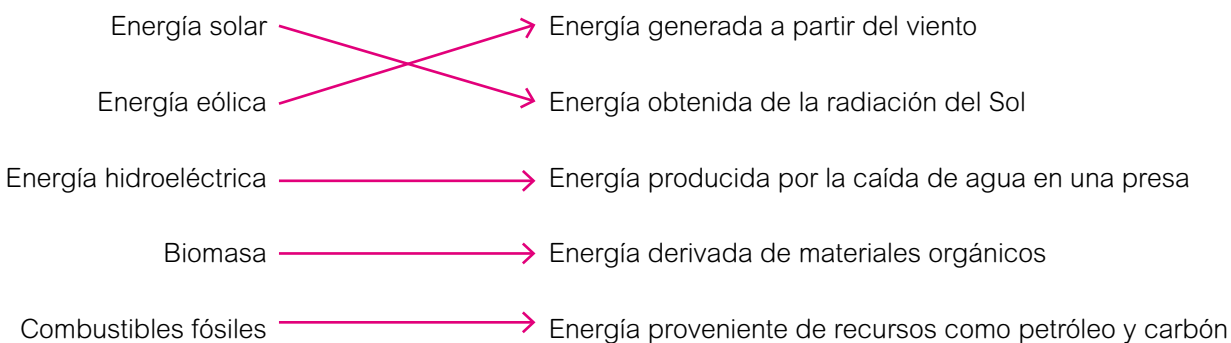 Energía solar
Energía generada a partir del viento
Energía eólica
Energía obtenida de la radiación del Sol
Energía hidroeléctrica
Energía producida por la caída de agua en una presa
Biomasa
Energía derivada de materiales orgánicos
Combustibles fósiles
Energía proveniente de recursos como petróleo y carbón